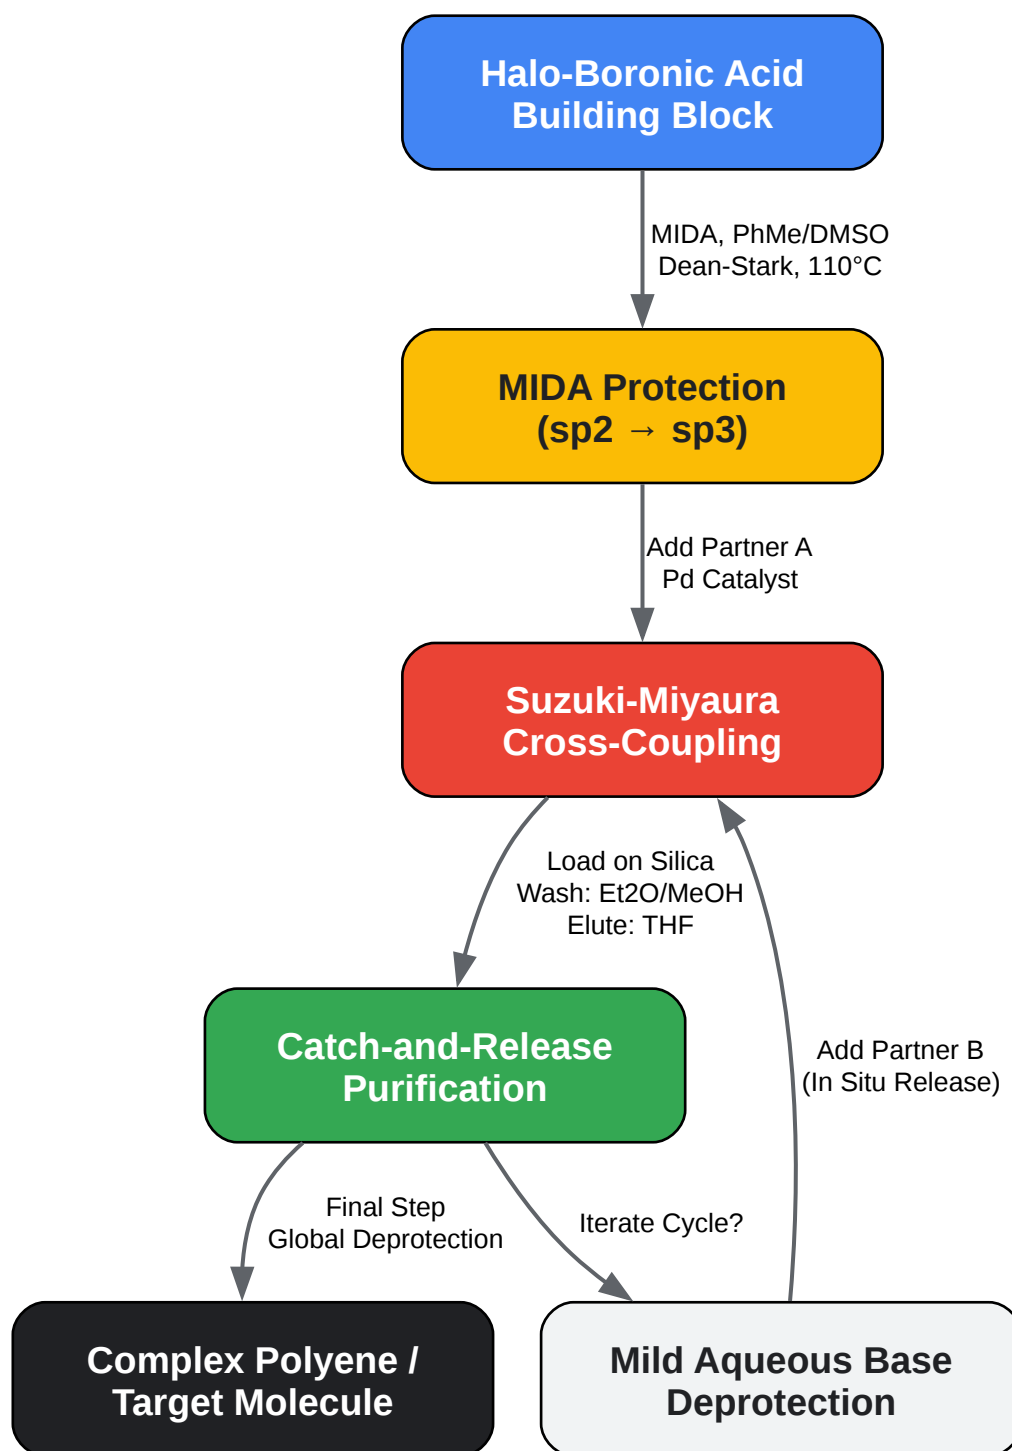 Halo-Boronic Acid
Building Block
MIDA, PhMe/DMSO
Dean-Stark, 110°C
MIDA Protection
(sp2 → sp3)
Add Partner A
Pd Catalyst
Suzuki-Miyaura
Cross-Coupling
Load on Silica
Wash: Et2O/MeOH
Elute: THF
Catch-and-Release
Purification
Add Partner B
(In Situ Release)
Final Step
Global Deprotection
Iterate Cycle?
Complex Polyene /
Target Molecule
Mild Aqueous Base
Deprotection